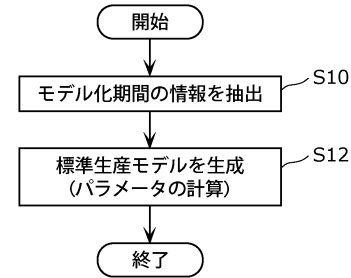 開始
モデル化期間の情報を抽出
S10
標準生産モデルを生成
(パラメータの計算)
S12
終了